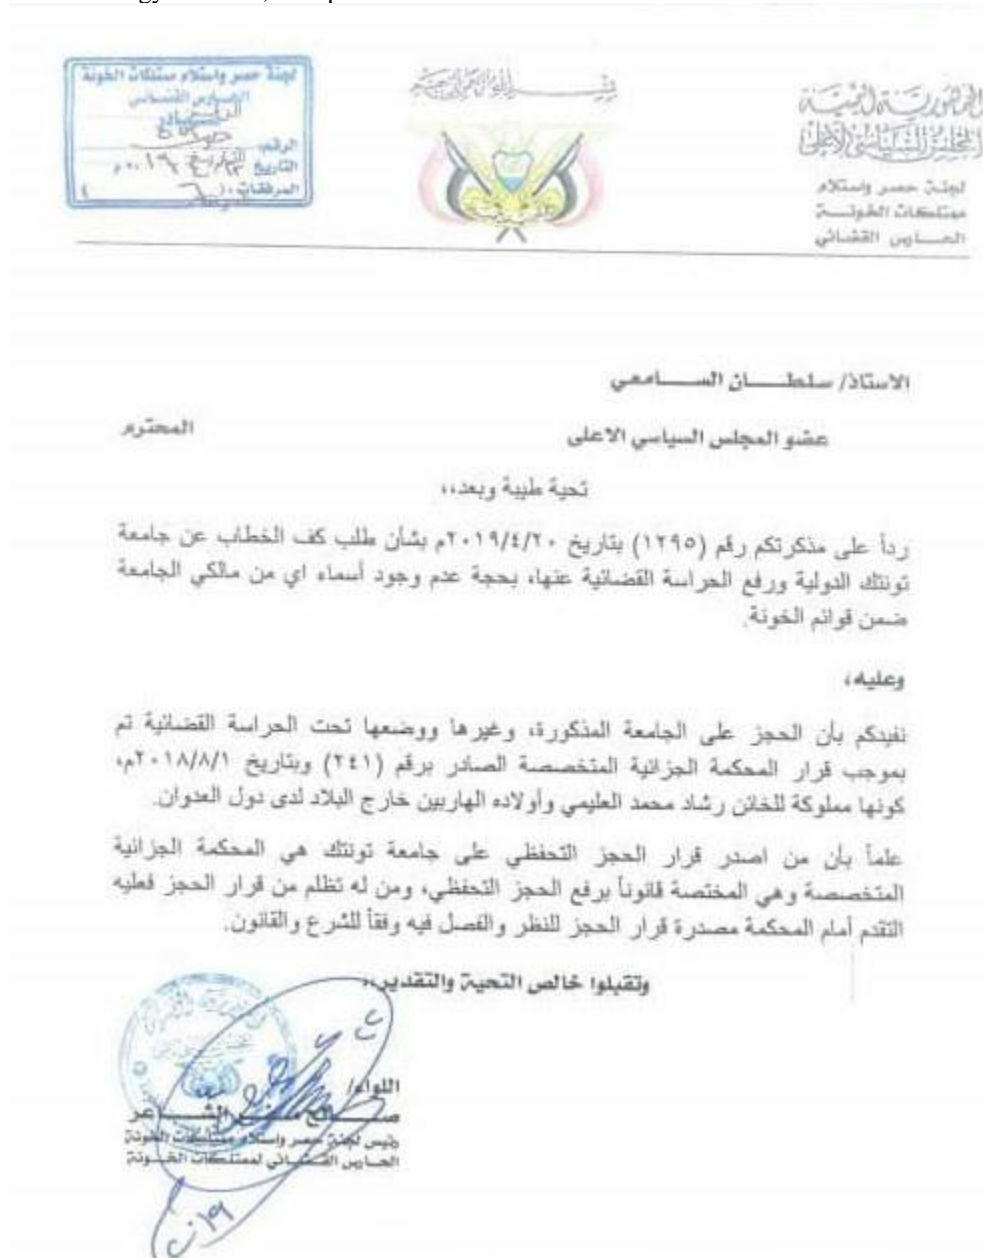 الجمهورية اليمنية
المجلس السياسي الأعلى
لجنة حصر واستلام
ممتلكات الخونة
الحارس القضائي
بسم الله الرحمن الرحيم
لجنة حصر واستلام ممتلكات الخونة
الحارس القضائي
الرقم:
التاريخ
المرفقات: ( )
الاستاذ/ سلطان السامعي
عضو المجلس السياسي الاعلى المحترم
تحية طيبة وبعد،،
رداً على مذكرتكم رقم (١٢٩٥) بتاريخ ٢٠١٩/٤/٢٠م بشأن طلب كف الخطاب عن جامعة
تونتك الدولية ورفع الحراسة القضائية عنها، بحجة عدم وجود أسماء اي من مالكي الجامعة
ضمن قوائم الخونة.
وعليه،
نفيدكم بأن الحجز على الجامعة المذكورة، وغيرها ووضعها تحت الحراسة القضائية تم
بموجب قرار المحكمة الجزائية المتخصصة الصادر برقم (٢٤١) وبتاريخ ٢٠١٨/٨/١م،
كونها مملوكة للخائن رشاد محمد العليمي وأولاده الهاربين خارج البلاد لدى دول العدوان.
علماً بأن من اصدر قرار الحجز التحفظي على جامعة تونتك هي المحكمة الجزائية
المتخصصة وهي المختصة قانوناً برفع الحجز التحفظي، ومن له تظلم من قرار الحجز فعليه
التقدم أمام المحكمة مصدرة قرار الحجز للنظر والفصل فيه وفقاً للشرع والقانون.
وتقبلوا خالص التحية والتقدير،،
اللواء/
صالح مسفر الشاعر
رئيس لجنة حصر واستلام ممتلكات الخونة
الحارس القضائي لممتلكات الخونة